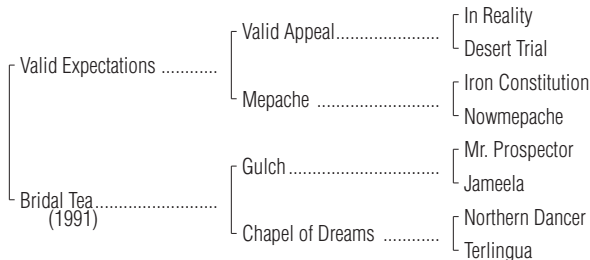 In Reality
Valid Appeal....................
Desert Trial
Valid Expectations ............
Iron Constitution
Mepache ........................
Nowmepache
Mr. Prospector
Gulch.............................
Jameela
Bridal Tea.......................
(1991)
Northern Dancer
Chapel of Dreams ...........
Terlingua